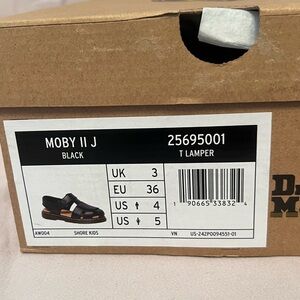 MOBY II J
BLACK
25695001
T LAMPER
UK 3
EU 36
US 4
US 5
1 90665 33832 4
AW004
SHORE KIDS
VN
US-24ZP0094551-01
D
M